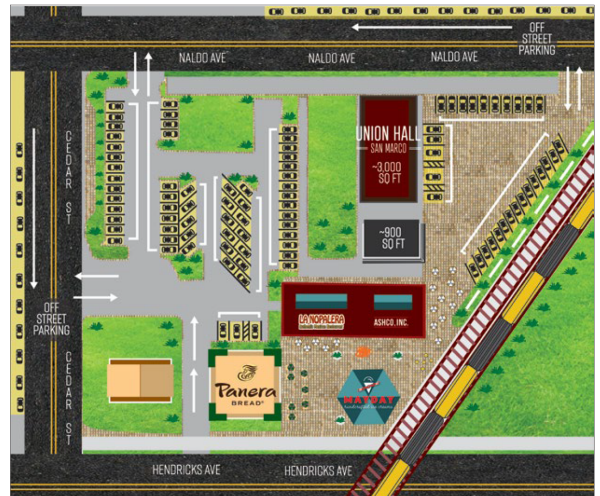 OFF
STREET
PARKING
NALDO AVE
NALDO AVE
NALDO AVE
CEDAR ST
UNION HALL
SAN MARCO
~3,000
SQ FT
~900
SQ FT
OFF
STREET
PARKING
LA NOPALERA
ASHCO, INC.
Panera
BREAD®
MAYDAY
CEDAR ST
HENDRICKS AVE
HENDRICKS AVE